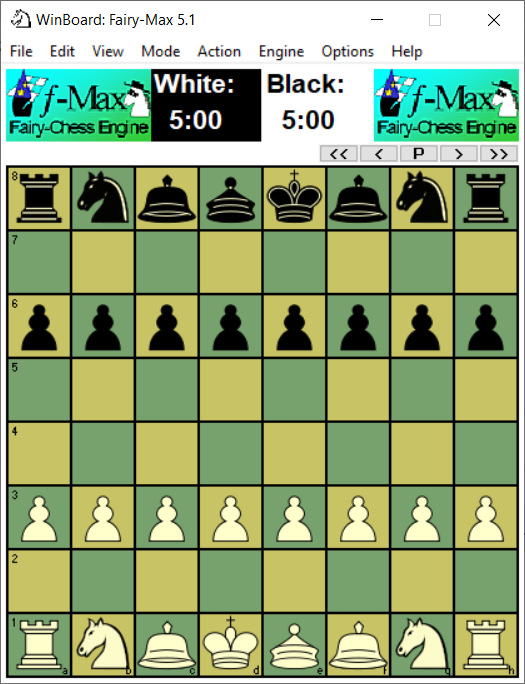 WinBoard: Fairy-Max 5.1
File Edit View Mode Action Engine Options Help
f-Max
Fairy-Chess Engine
White:
5:00
Black:
5:00
f-Max
Fairy-Chess Engine
<< < P > >>
8
7
6
5
4
3
2
1 a b c d e f g h